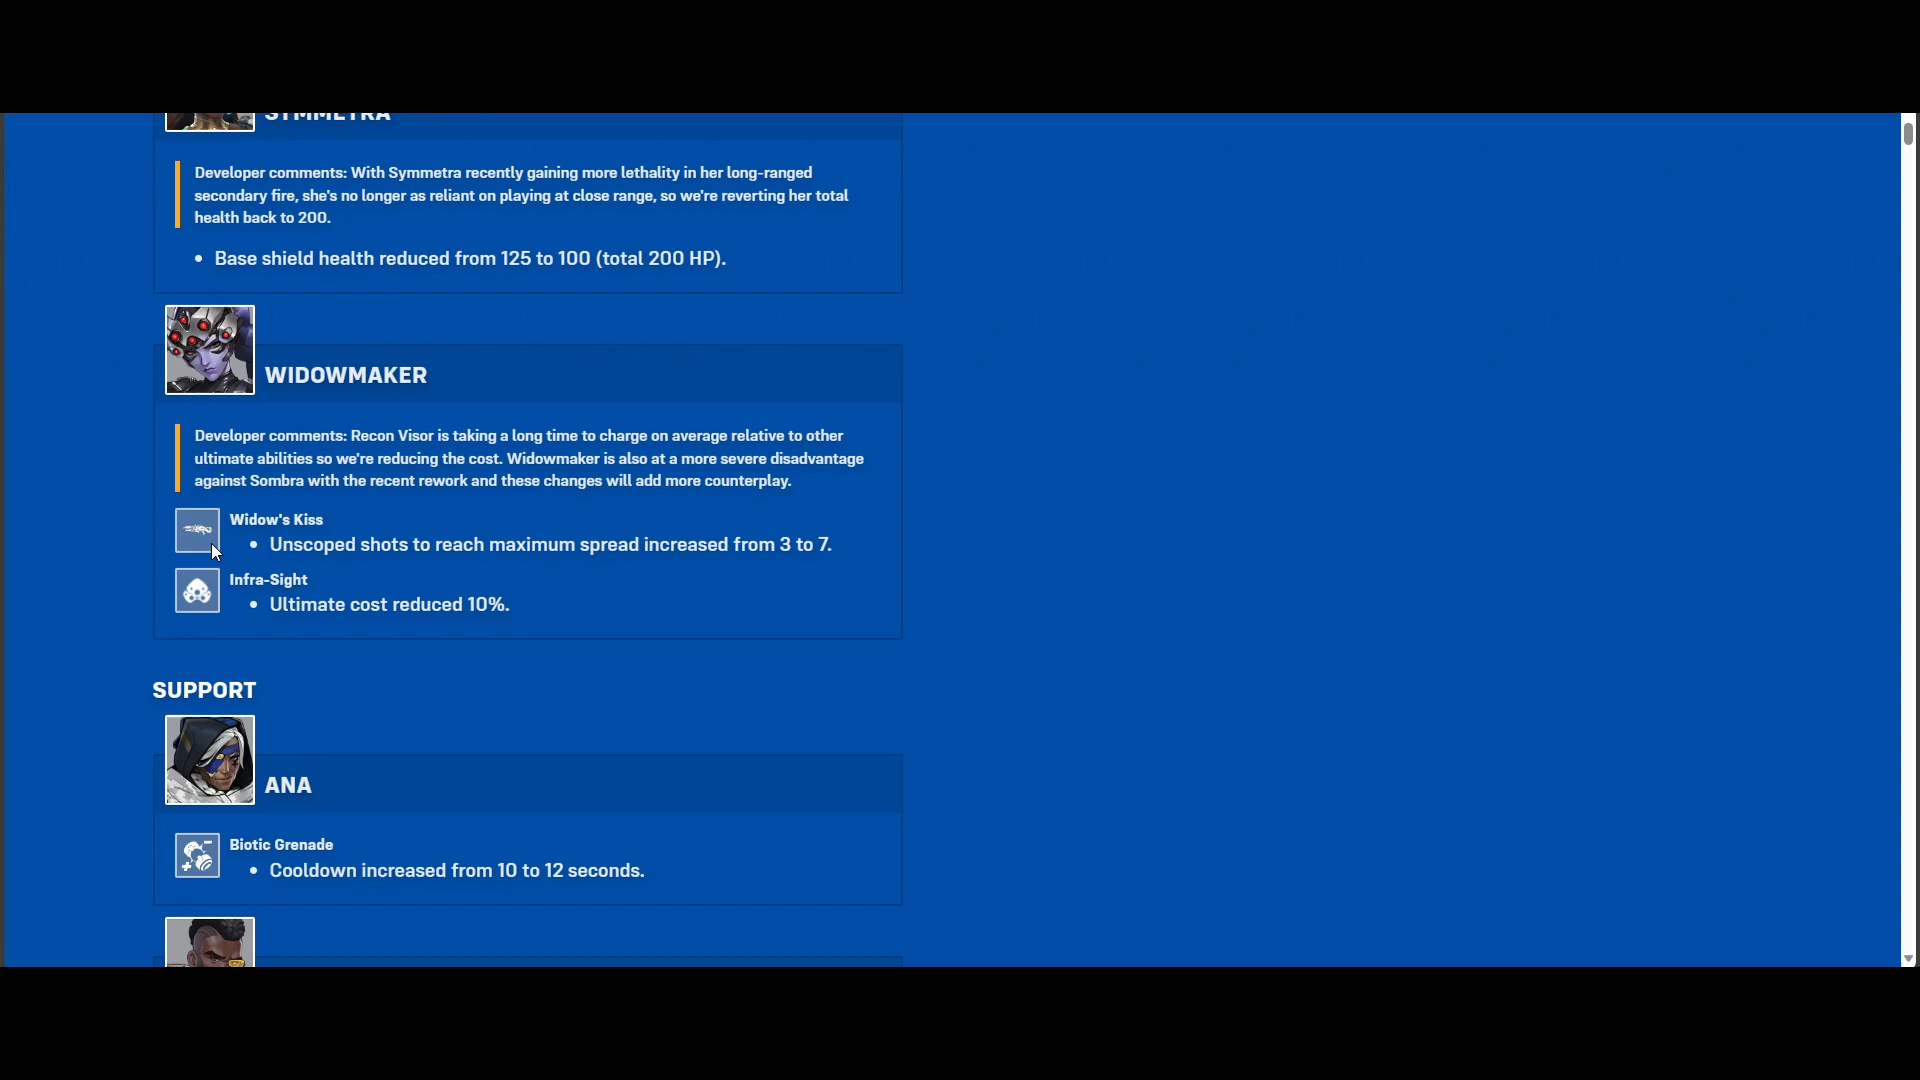 SYMMETRA
Developer comments: With Symmetra recently gaining more lethality in her long-ranged
secondary fire, she's no longer as reliant on playing at close range, so we're reverting her total
health back to 200.
• Base shield health reduced from 125 to 100 (total 200 HP).
WIDOWMAKER
Developer comments: Recon Visor is taking a long time to charge on average relative to other
ultimate abilities so we're reducing the cost. Widowmaker is also at a more severe disadvantage
against Sombra with the recent rework and these changes will add more counterplay.
Widow's Kiss
• Unscoped shots to reach maximum spread increased from 3 to 7.
Infra-Sight
• Ultimate cost reduced 10%.
SUPPORT
ANA
Biotic Grenade
• Cooldown increased from 10 to 12 seconds.